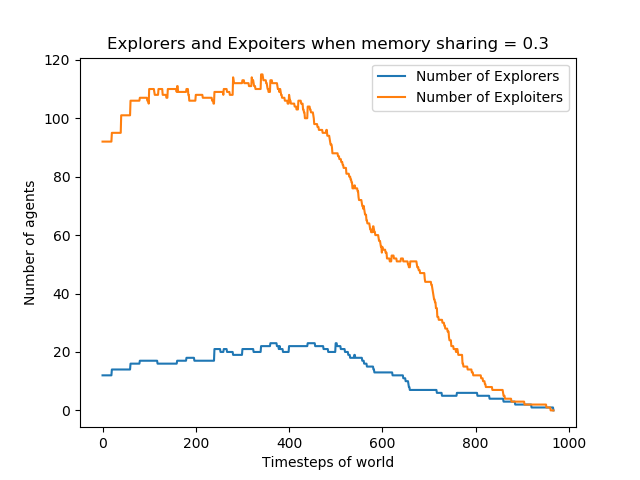 Explorers and Expoiters when memory sharing = 0.3
Number of Explorers
Number of Exploiters
Number of agents
120
100
80
60
40
20
0
0 200 400 600 800 1000
Timesteps of world